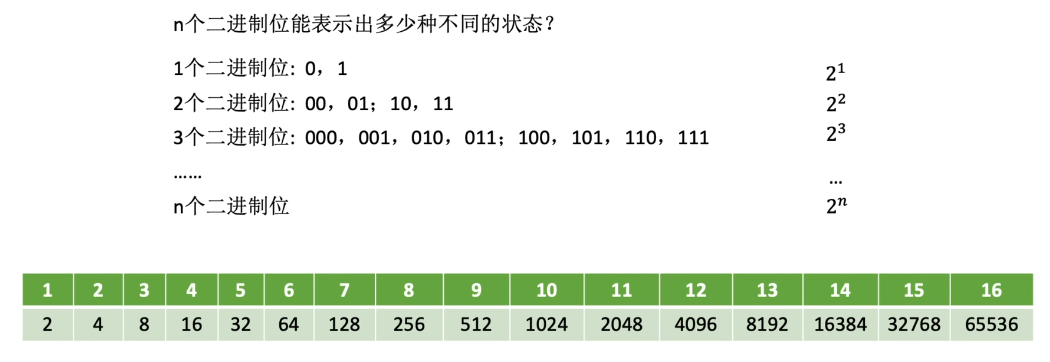 n个二进制位能表示出多少种不同的状态？
1个二进制位: 0，1 2¹
2个二进制位: 00，01；10，11 2²
3个二进制位: 000，001，010，011；100，101，110，111 2³
…… …
n个二进制位 2ⁿ
1 2 3 4 5 6 7 8 9 10 11 12 13 14 15 16
2 4 8 16 32 64 128 256 512 1024 2048 4096 8192 16384 32768 65536